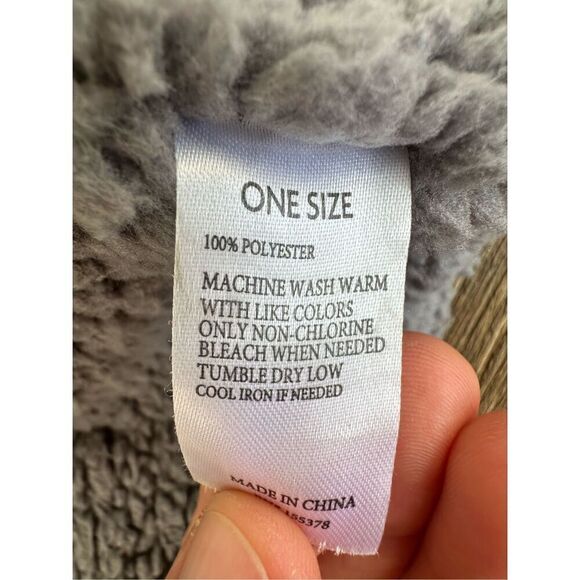 ONE SIZE
100% POLYESTER
MACHINE WASH WARM
WITH LIKE COLORS
ONLY NON-CHLORINE
BLEACH WHEN NEEDED
TUMBLE DRY LOW
COOL IRON IF NEEDED
MADE IN CHINA
155378